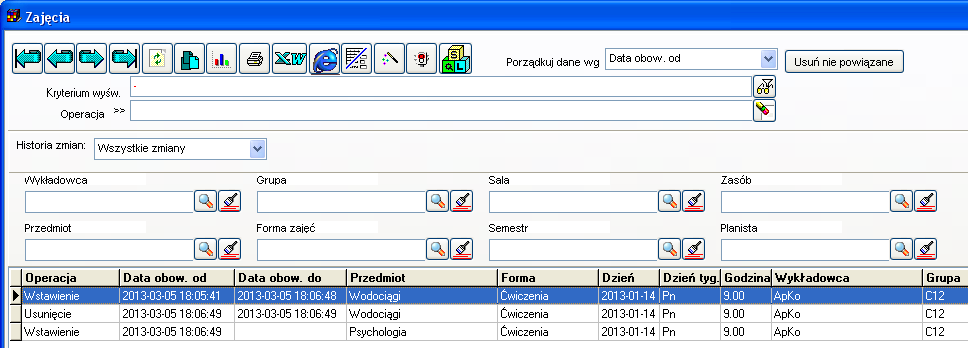 Zajęcia
Porządkuj dane wg Data obow. od Usuń nie powiązane
Kryterium wyśw. .
Operacja >>
Historia zmian: Wszystkie zmiany
Wykładowca Grupa Sala Zasób
Przedmiot Forma zajęć Semestr Planista
Operacja Data obow. od Data obow. do Przedmiot Forma Dzień Dzień tyg. Godzina Wykładowca Grupa
Wstawienie 2013-03-05 18:05:41 2013-03-05 18:06:48 Wodociągi Ćwiczenia 2013-01-14 Pn 9.00 ApKo C12
Usunięcie 2013-03-05 18:06:49 2013-03-05 18:06:49 Wodociągi Ćwiczenia 2013-01-14 Pn 9.00 ApKo C12
Wstawienie 2013-03-05 18:06:49 Psychologia Ćwiczenia 2013-01-14 Pn 9.00 ApKo C12